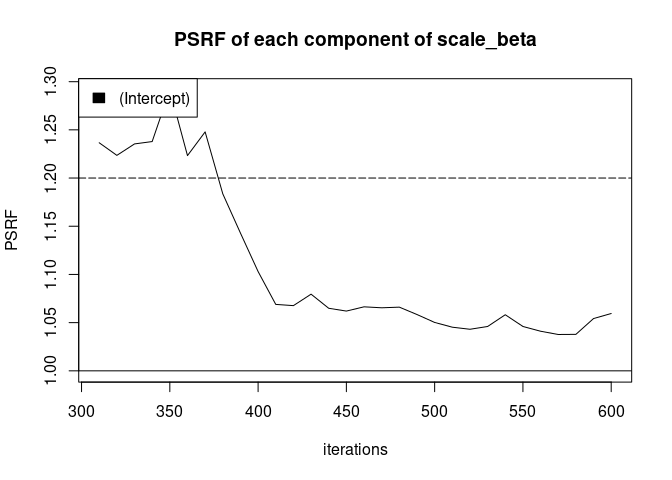 PSRF of each component of scale_beta
(Intercept)
1.30
1.25
1.20
1.15
1.10
1.05
1.00
PSRF
300 350 400 450 500 550 600
iterations